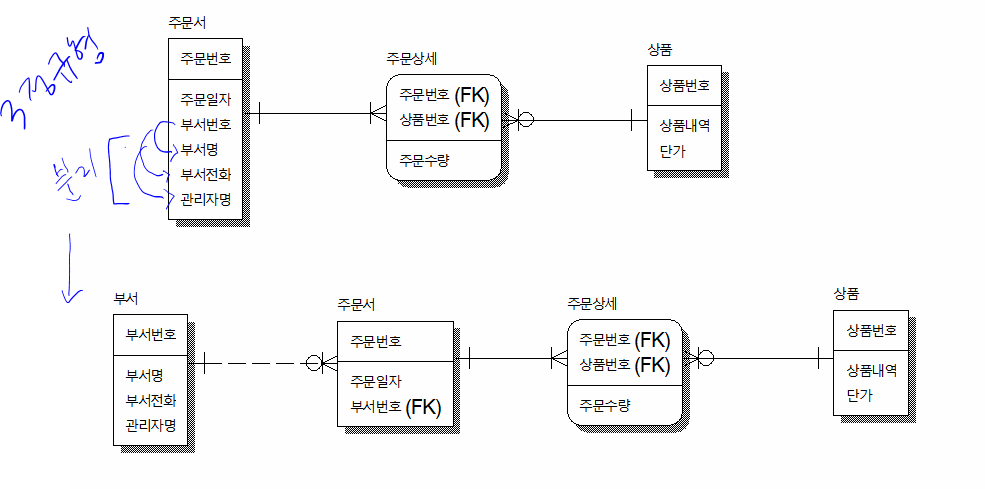 주문서
주문번호
주문일자
부서번호
부서명
부서전화
관리자명
주문상세
주문번호 (FK)
상품번호 (FK)
주문수량
상품
상품번호
상품내역
단가
3정규형
분리
부서
부서번호
부서명
부서전화
관리자명
주문서
주문번호
주문일자
부서번호 (FK)
주문상세
주문번호 (FK)
상품번호 (FK)
주문수량
상품
상품번호
상품내역
단가